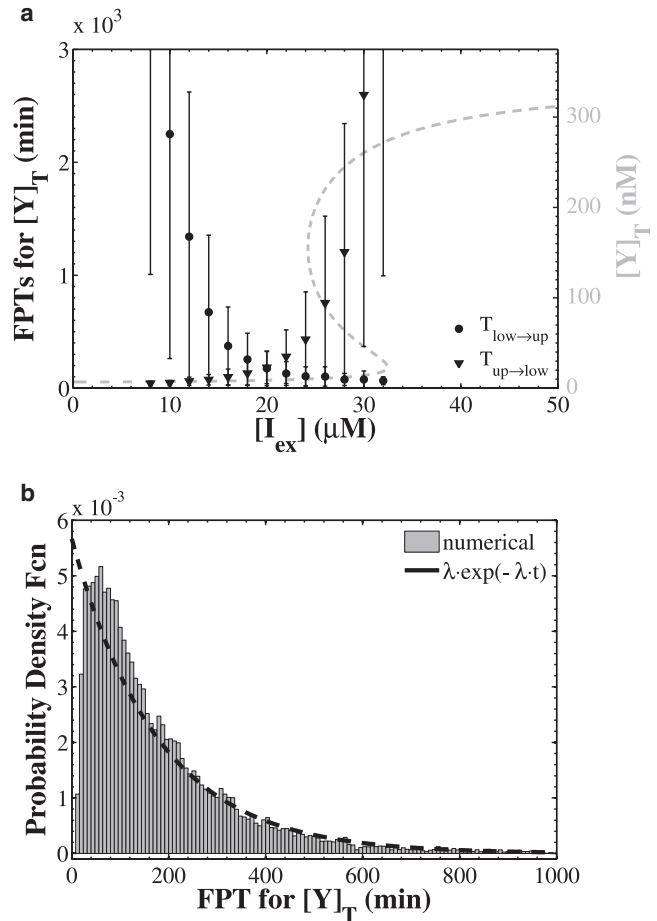 a
x 10³
3
2
1
0
FPTs for [Y]_T (min)
300
200
100
0
[Y]_T (nM)
T_low→up
T_up→low
0 10 20 30 40 50
[I_ex] (μM)
b
x 10⁻³
6
5
4
3
2
1
0
Probability Density Fcn
numerical
λ·exp(- λ·t)
0 200 400 600 800 1000
FPT for [Y]_T (min)